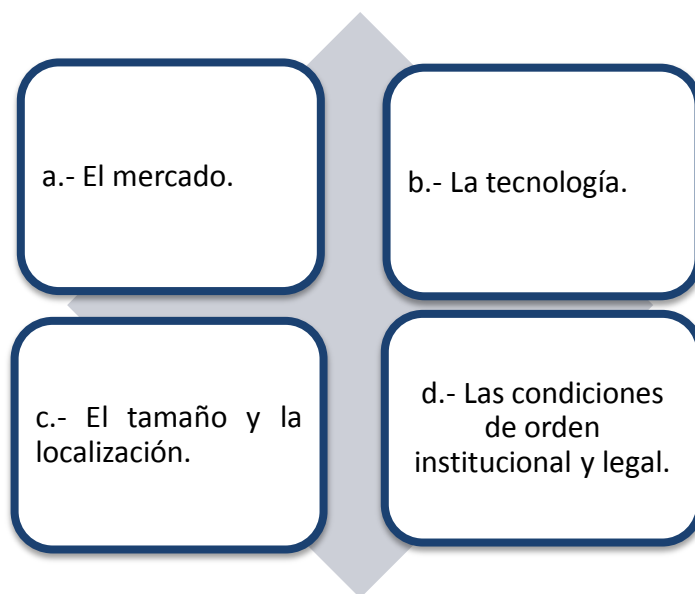 a.- El mercado.
b.- La tecnología.
c.- El tamaño y la
localización.
d.- Las condiciones
de orden
institucional y legal.